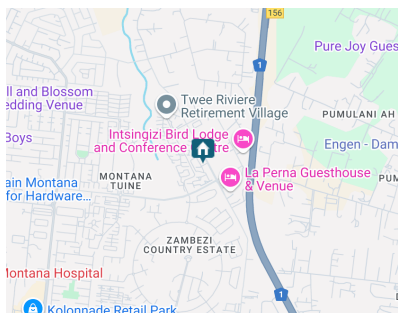 156
Pure Joy Gues
1
ll and Blossom
edding Venue
Twee Riviere
Retirement Village
PUMULANI AH
Boys
Intsingizi Bird Lodge
and Conference
tre
Engen - Dam
MONTANA
TUINE
La Perna Guesthouse
& Venue
PUM
ain Montana
for Hardware...
ZAMBEZI
COUNTRY ESTATE
Montana Hospital
1
Kolonnade Retail Park